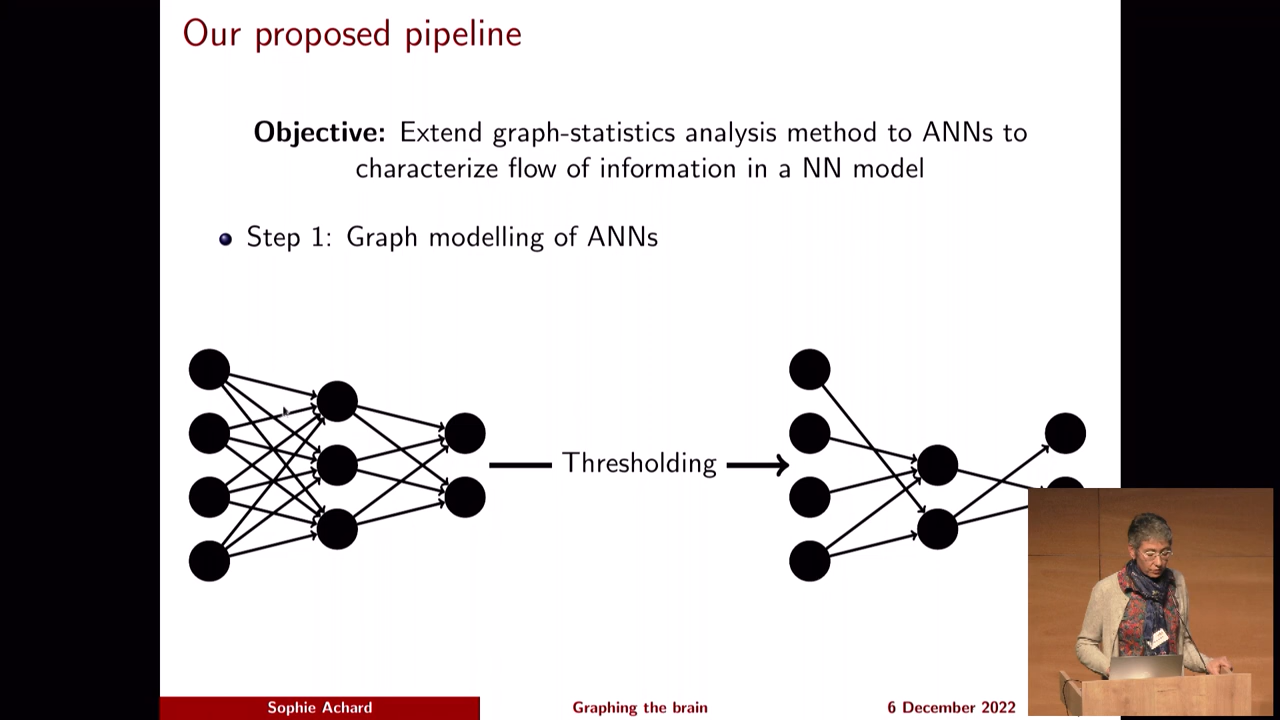 Our proposed pipeline
Objective: Extend graph-statistics analysis method to ANNs to
characterize flow of information in a NN model
Step 1: Graph modelling of ANNs
Thresholding
Sophie Achard
Graphing the brain
6 December 2022